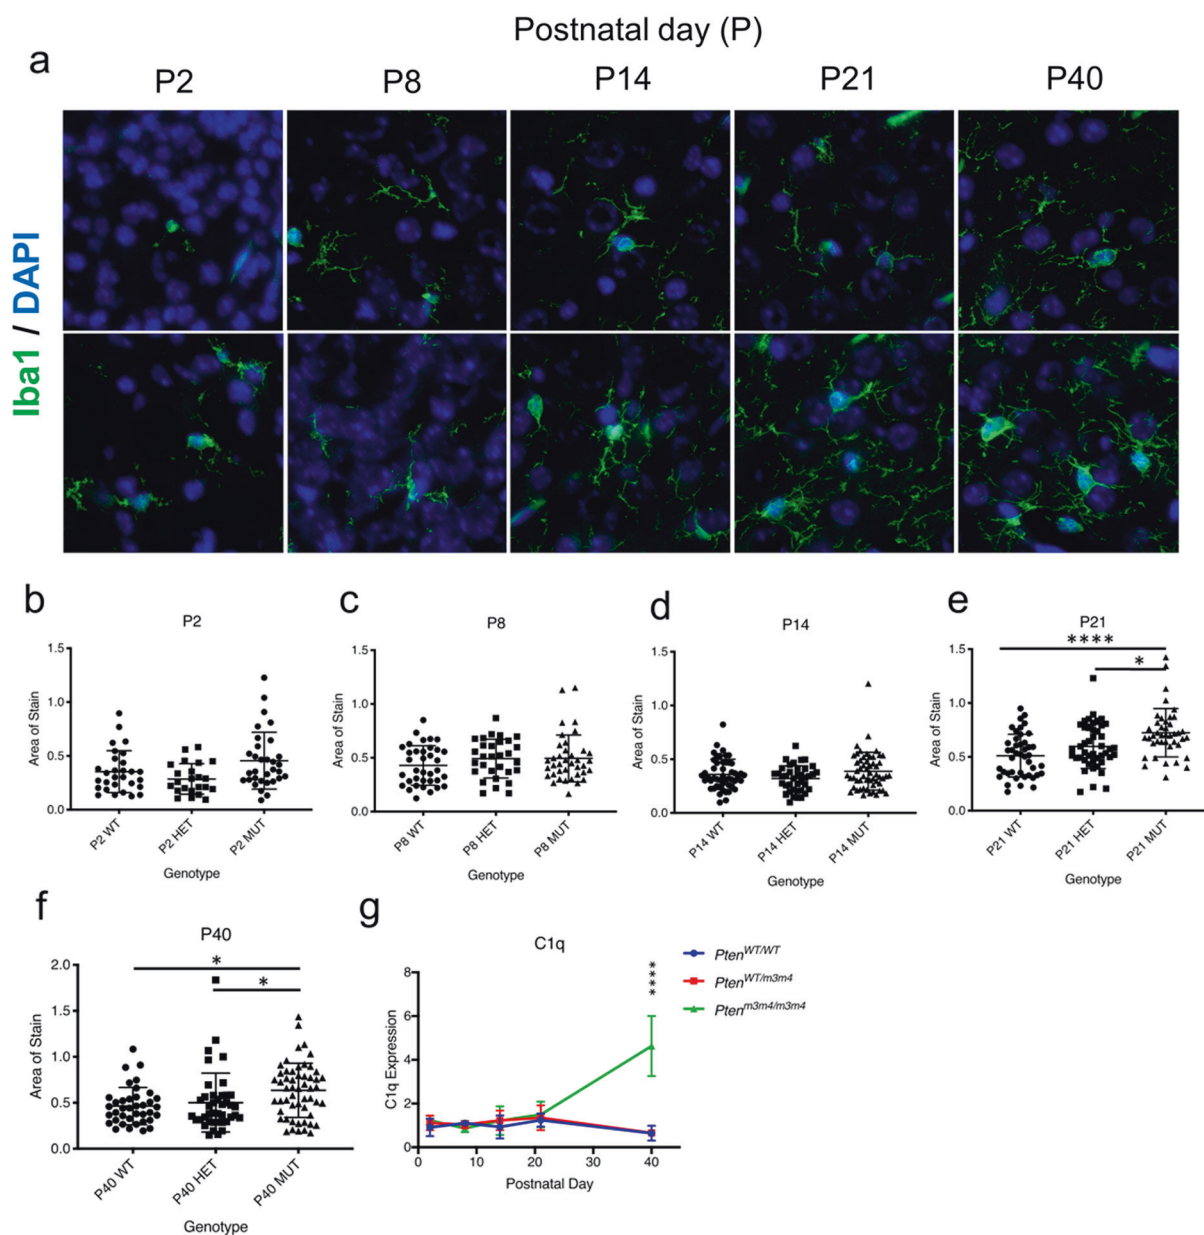 Postnatal day (P)
a
P2 P8 P14 P21 P40
Iba1 / DAPI
b
P2
1.5
1.0
0.5
0.0
Area of Stain
P2 WT P2 HET P2 MUT
Genotype
c
P8
1.5
1.0
0.5
0.0
Area of Stain
P8 WT P8 HET P8 MUT
Genotype
d
P14
1.5
1.0
0.5
0.0
Area of Stain
P14 WT P14 HET P14 MUT
Genotype
e
P21
****
*
1.5
1.0
0.5
0.0
Area of Stain
P21 WT P21 HET P21 MUT
Genotype
f
P40
*
*
2.0
1.5
1.0
0.5
0.0
Area of Stain
P40 WT P40 HET P40 MUT
Genotype
g
C1q
****
8
6
4
2
0
C1q Expression
0 10 20 30 40
Postnatal Day
Pten WT/WT
Pten WT/m3m4
Pten m3m4/m3m4